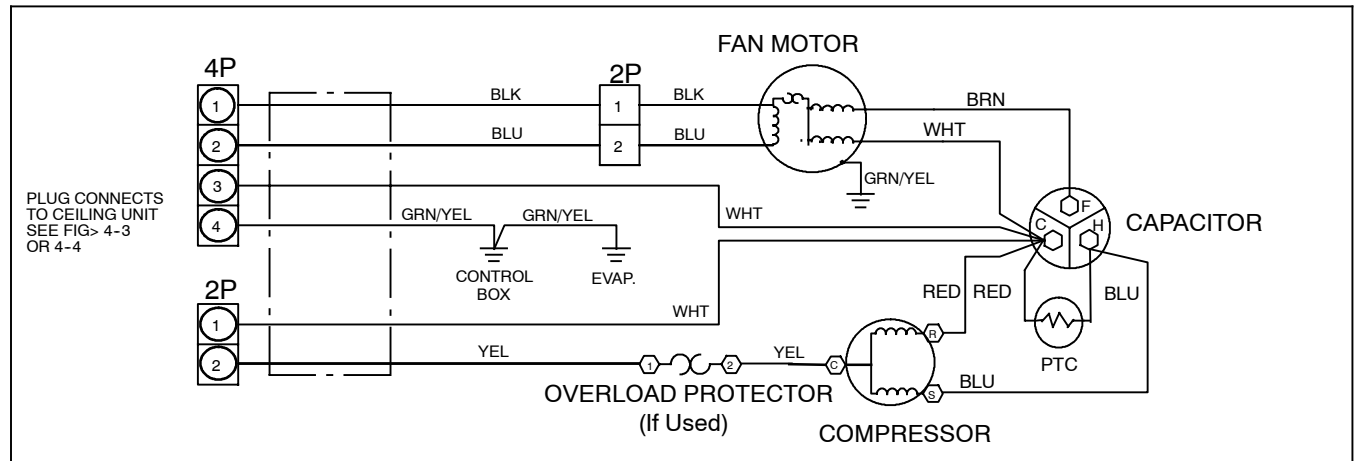 FAN MOTOR
4P
2P
1
BLK
1
BLK
BRN
2
BLU
2
BLU
WHT
GRN/YEL
PLUG CONNECTS
TO CEILING UNIT
SEE FIG> 4-3
OR 4-4
3
WHT
4
GRN/YEL
GRN/YEL
CONTROL
BOX
EVAP.
F
C
H
CAPACITOR
2P
1
WHT
RED
RED
BLU
PTC
2
YEL
1
2
YEL
C
R
S
BLU
OVERLOAD PROTECTOR
(If Used)
COMPRESSOR